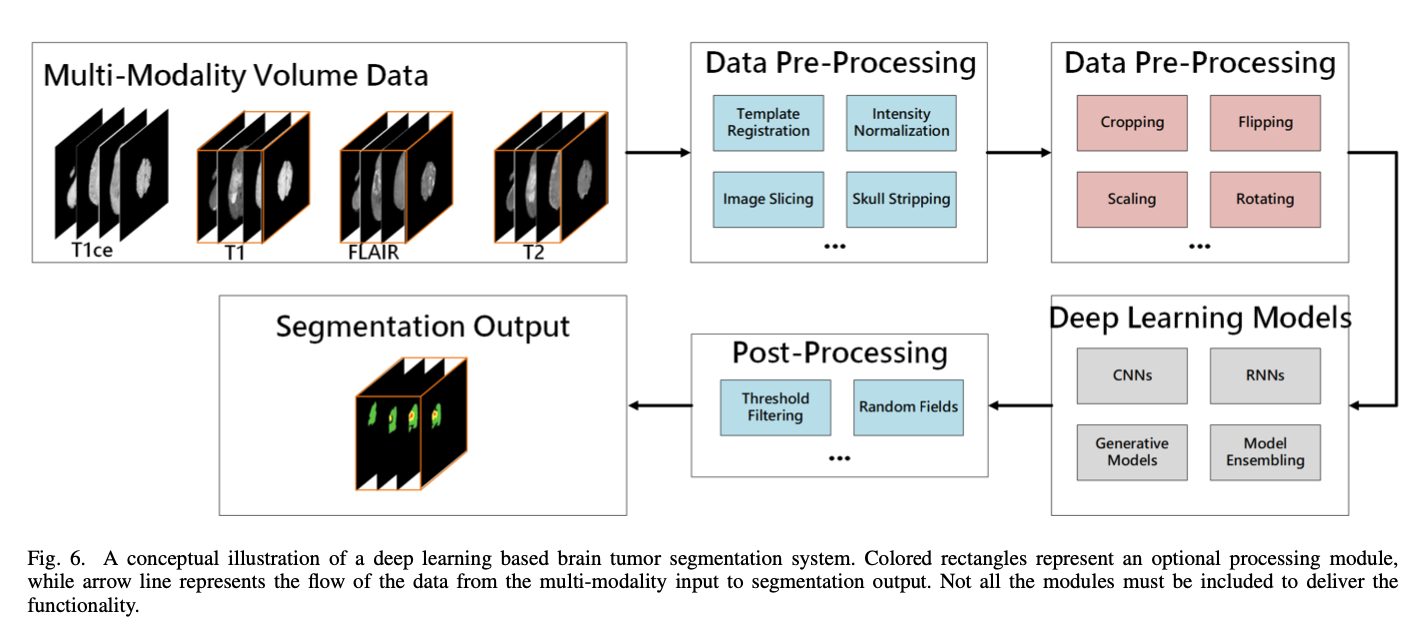 Multi-Modality Volume Data
T1ce
T1
FLAIR
T2
Data Pre-Processing
Template
Registration
Intensity
Normalization
Image Slicing
Skull Stripping
...
Data Pre-Processing
Cropping
Flipping
Scaling
Rotating
...
Deep Learning Models
CNNs
RNNs
Generative
Models
Model
Ensembling
Post-Processing
Threshold
Filtering
Random Fields
...
Segmentation Output
Fig. 6. A conceptual illustration of a deep learning based brain tumor segmentation system. Colored rectangles represent an optional processing module,
while arrow line represents the flow of the data from the multi-modality input to segmentation output. Not all the modules must be included to deliver the
functionality.